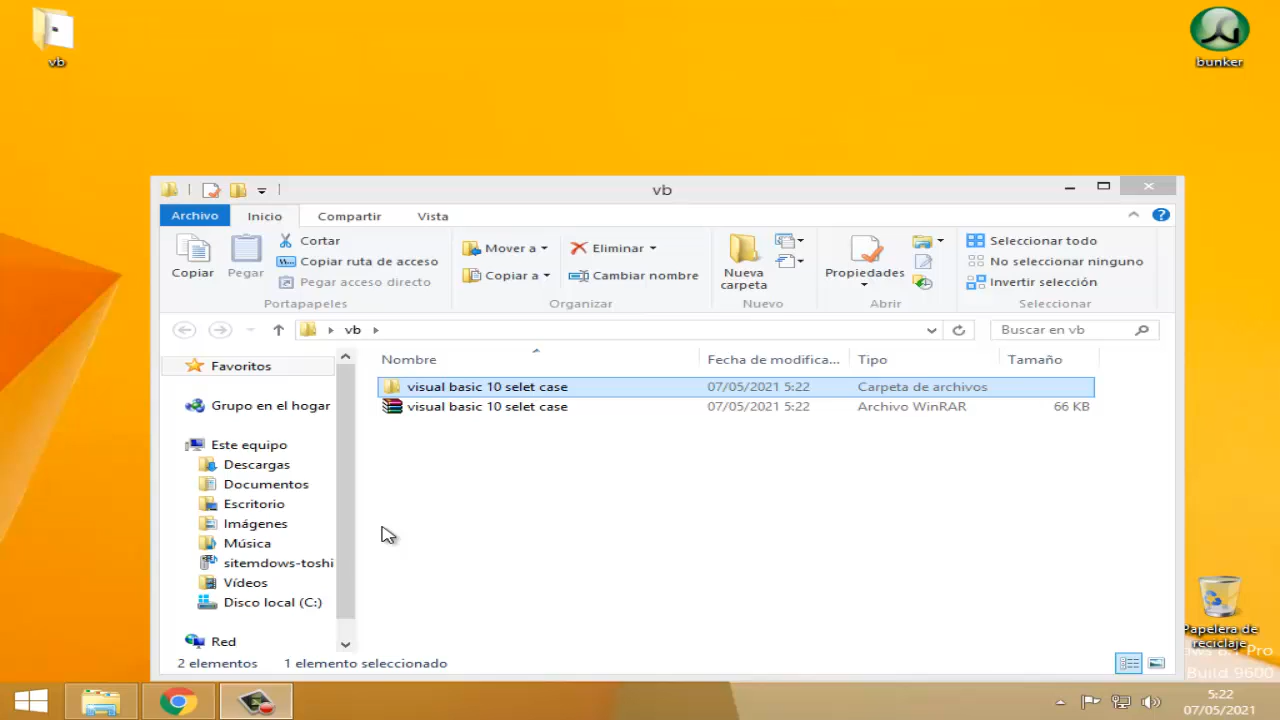 vb
bunker
vb
Archivo
Inicio
Compartir
Vista
Copiar
Pegar
Cortar
Copiar ruta de acceso
Pegar acceso directo
Portapapeles
Mover a
Copiar a
Eliminar
Cambiar nombre
Organizar
Nueva
carpeta
Nuevo
Propiedades
Abrir
Seleccionar todo
No seleccionar ninguno
Invertir selección
Seleccionar
vb
Buscar en vb
Nombre
Fecha de modifica...
Tipo
Tamaño
visual basic 10 selet case 07/05/2021 5:22 Carpeta de archivos
visual basic 10 selet case 07/05/2021 5:22 Archivo WinRAR 66 KB
Favoritos
Grupo en el hogar
Este equipo
Descargas
Documentos
Escritorio
Imágenes
Música
sitemdows-toshi
Vídeos
Disco local (C:)
Red
2 elementos 1 elemento seleccionado
Papelera de
reciclaje
Pro
Build 9600
5:22
07/05/2021